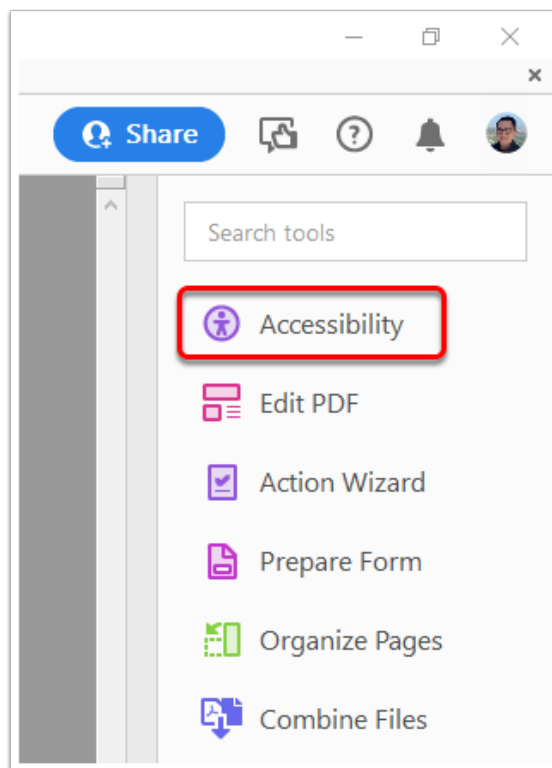 Share
Search tools
Accessibility
Edit PDF
Action Wizard
Prepare Form
Organize Pages
Combine Files